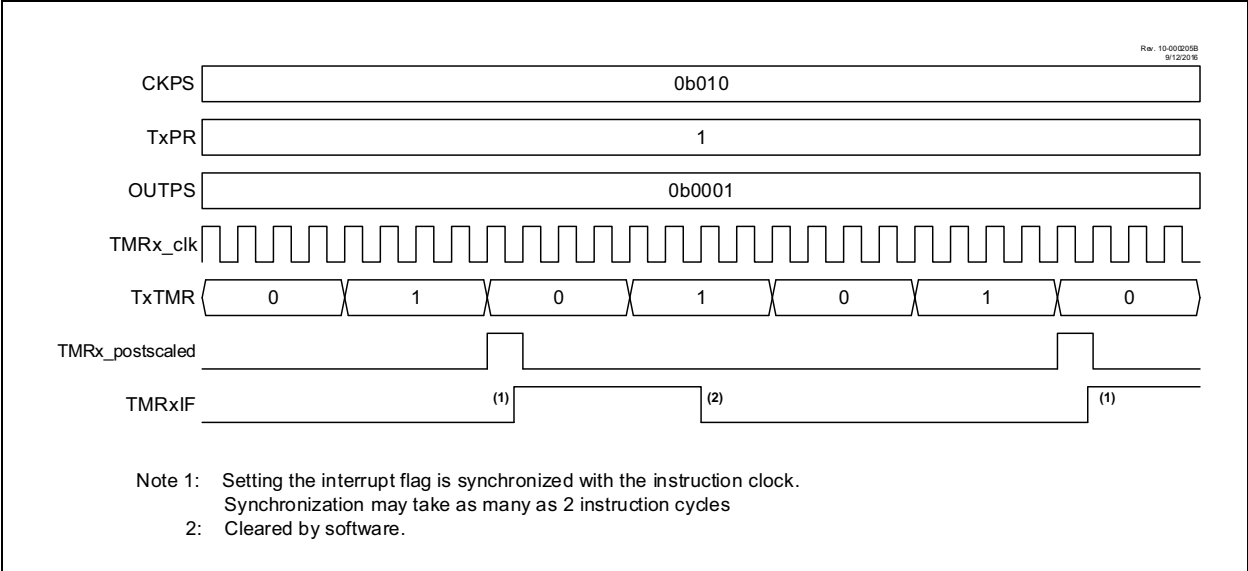 Rev. 10-000205B
9/12/2016
CKPS 0b010
TxPR 1
OUTPS 0b0001
TMRx_clk
TxTMR 0 1 0 1 0 1 0
TMRx_postscaled
TMRxIF (1) (2) (1)
Note 1: Setting the interrupt flag is synchronized with the instruction clock.
Synchronization may take as many as 2 instruction cycles
2: Cleared by software.